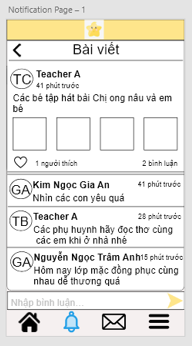 Notification Page – 1
Bài viết
TC
Teacher A
41 phút trước
Các bé tập hát bài Chị ong nâu và em
bé
1 người thích
2 bình luận
GA
Kim Ngọc Gia An
41 phút trước
Nhìn các con yêu quá
TB
Teacher A
28 phút trước
Các phụ huynh hãy đọc thơ cùng
các em khi ở nhà nhé
GA
Nguyễn Ngọc Trâm Anh
15 phút trước
Hôm nay lớp mặc đồng phục cùng
nhau dễ thương quá
Nhập bình luận...